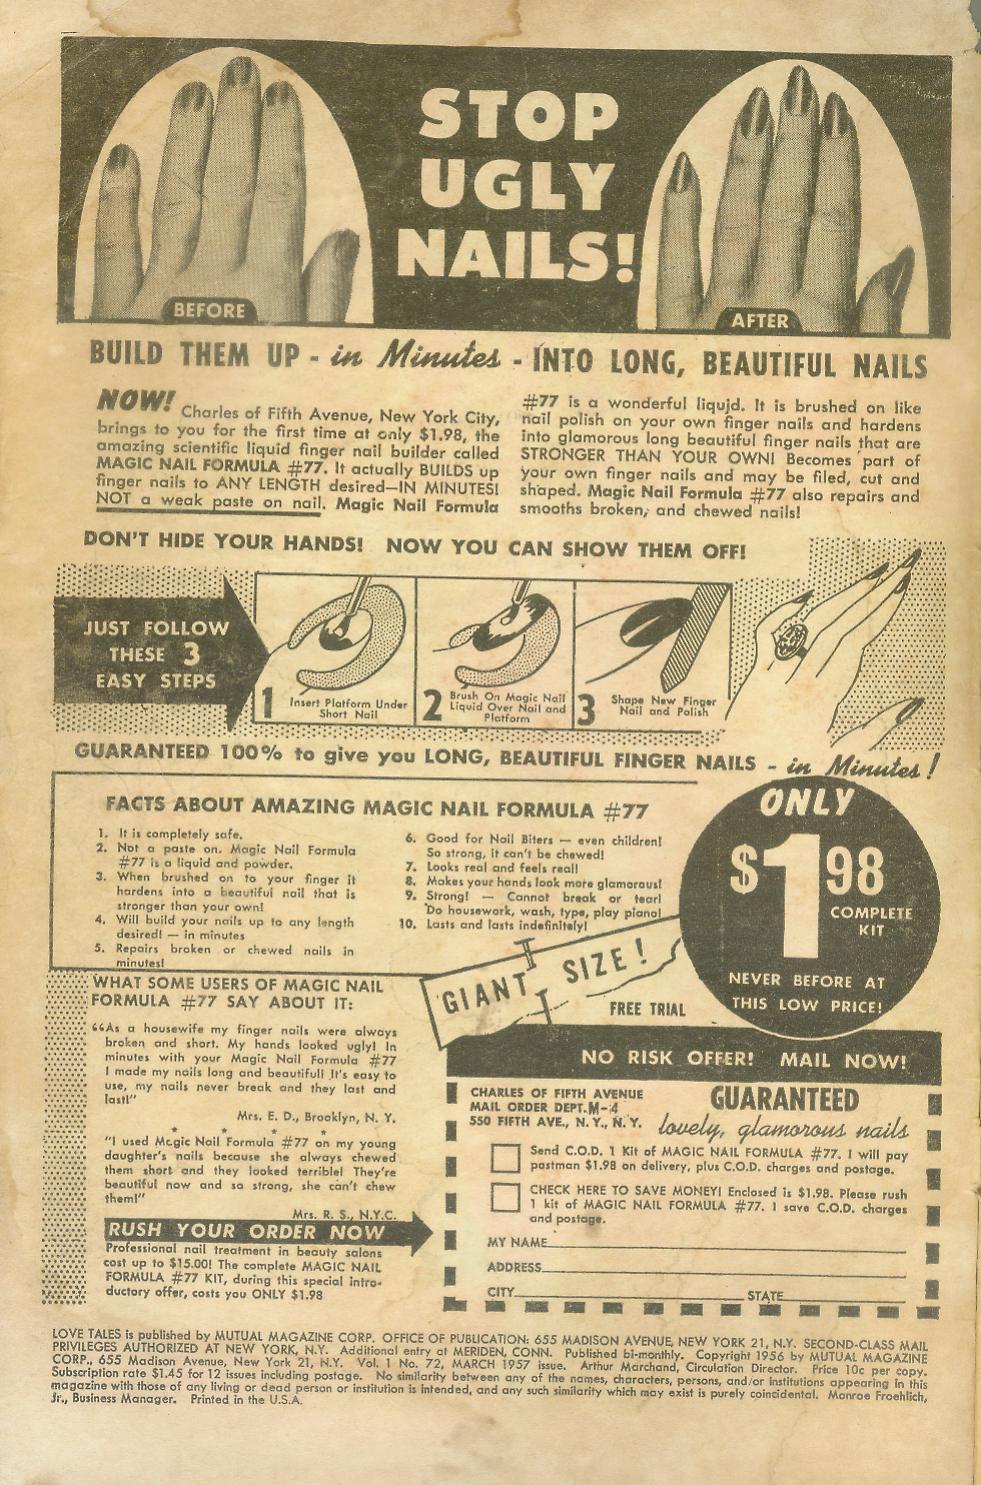 STOP
UGLY
NAILS!
BEFORE
AFTER
BUILD THEM UP - in Minutes - INTO LONG, BEAUTIFUL NAILS
NOW! Charles of Fifth Avenue, New York City,
brings to you for the first time at only $1.98, the
amazing scientific liquid finger nail builder called
MAGIC NAIL FORMULA #77. It actually BUILDS up
finger nails to ANY LENGTH desired—IN MINUTES!
NOT a weak paste on nail. Magic Nail Formula
#77 is a wonderful liquid. It is brushed on like
nail polish on your own finger nails and hardens
into glamorous long beautiful finger nails that are
STRONGER THAN YOUR OWN! Becomes part of
your own finger nails and may be filed, cut and
shaped. Magic Nail Formula #77 also repairs and
smooths broken, and chewed nails!
DON'T HIDE YOUR HANDS! NOW YOU CAN SHOW THEM OFF!
JUST FOLLOW
THESE 3
EASY STEPS
1 Insert Platform Under
Short Nail
2 Brush On Magic Nail
Liquid Over Nail and
Platform
3 Shape New Finger
Nail and Polish
GUARANTEED 100% to give you LONG, BEAUTIFUL FINGER NAILS - in Minutes!
FACTS ABOUT AMAZING MAGIC NAIL FORMULA #77
1. It is completely safe.
2. Not a paste on. Magic Nail Formula
#77 is a liquid and powder.
3. When brushed on to your finger it
hardens into a beautiful nail that is
stronger than your own!
4. Will build your nails up to any length
desired! — in minutes
5. Repairs broken or chewed nails in
minutes!
6. Good for Nail Biters — even children!
So strong, it can't be chewed!
7. Looks real and feels real!
8. Makes your hands look more glamorous!
9. Strong! — Cannot break or tear!
Do housework, wash, type, play piano!
10. Lasts and lasts indefinitely!
ONLY
$1.98
COMPLETE
KIT
NEVER BEFORE AT
THIS LOW PRICE!
GIANT SIZE!
FREE TRIAL
WHAT SOME USERS OF MAGIC NAIL
FORMULA #77 SAY ABOUT IT:
"As a housewife my finger nails were always
broken and short. My hands looked ugly! In
minutes with your Magic Nail Formula #77
I made my nails long and beautiful! It's easy to
use, my nails never break and they last and
last!"
Mrs. E. D., Brooklyn, N. Y.
* * * *
"I used Magic Nail Formula #77 on my young
daughter's nails because she always chewed
them short and they looked terrible! They're
beautiful now and so strong, she can't chew
them!"
Mrs. R. S., N.Y.C.
RUSH YOUR ORDER NOW
Professional nail treatment in beauty salons
cost up to $15.00! The complete MAGIC NAIL
FORMULA #77 KIT, during this special intro-
ductory offer, costs you ONLY $1.98
NO RISK OFFER! MAIL NOW!
CHARLES OF FIFTH AVENUE
MAIL ORDER DEPT. M-4
550 FIFTH AVE., N. Y., N. Y.
GUARANTEED
lovely, glamorous nails
Send C.O.D. 1 Kit of MAGIC NAIL FORMULA #77. I will pay
postman $1.98 on delivery, plus C.O.D. charges and postage.
CHECK HERE TO SAVE MONEY! Enclosed is $1.98. Please rush
1 kit of MAGIC NAIL FORMULA #77. I save C.O.D. charges
and postage.
MY NAME
ADDRESS
CITY STATE
LOVE TALES is published by MUTUAL MAGAZINE CORP. OFFICE OF PUBLICATION: 655 MADISON AVENUE, NEW YORK 21, N.Y. SECOND-CLASS MAIL
PRIVILEGES AUTHORIZED AT NEW YORK, N.Y. Additional entry at MERIDEN, CONN. Published bi-monthly. Copyright 1956 by MUTUAL MAGAZINE
CORP., 655 Madison Avenue, New York 21, N.Y. Vol. 1 No. 72, MARCH 1957 issue. Arthur Marchand, Circulation Director. Price 10c per copy.
Subscription rate $1.45 for 12 issues including postage. No similarity between any of the names, characters, persons, and/or institutions appearing in this
magazine with those of any living or dead person or institution is intended, and any such similarity which may exist is purely coincidental. Monroe Froehlich,
Jr., Business Manager. Printed in the U.S.A.